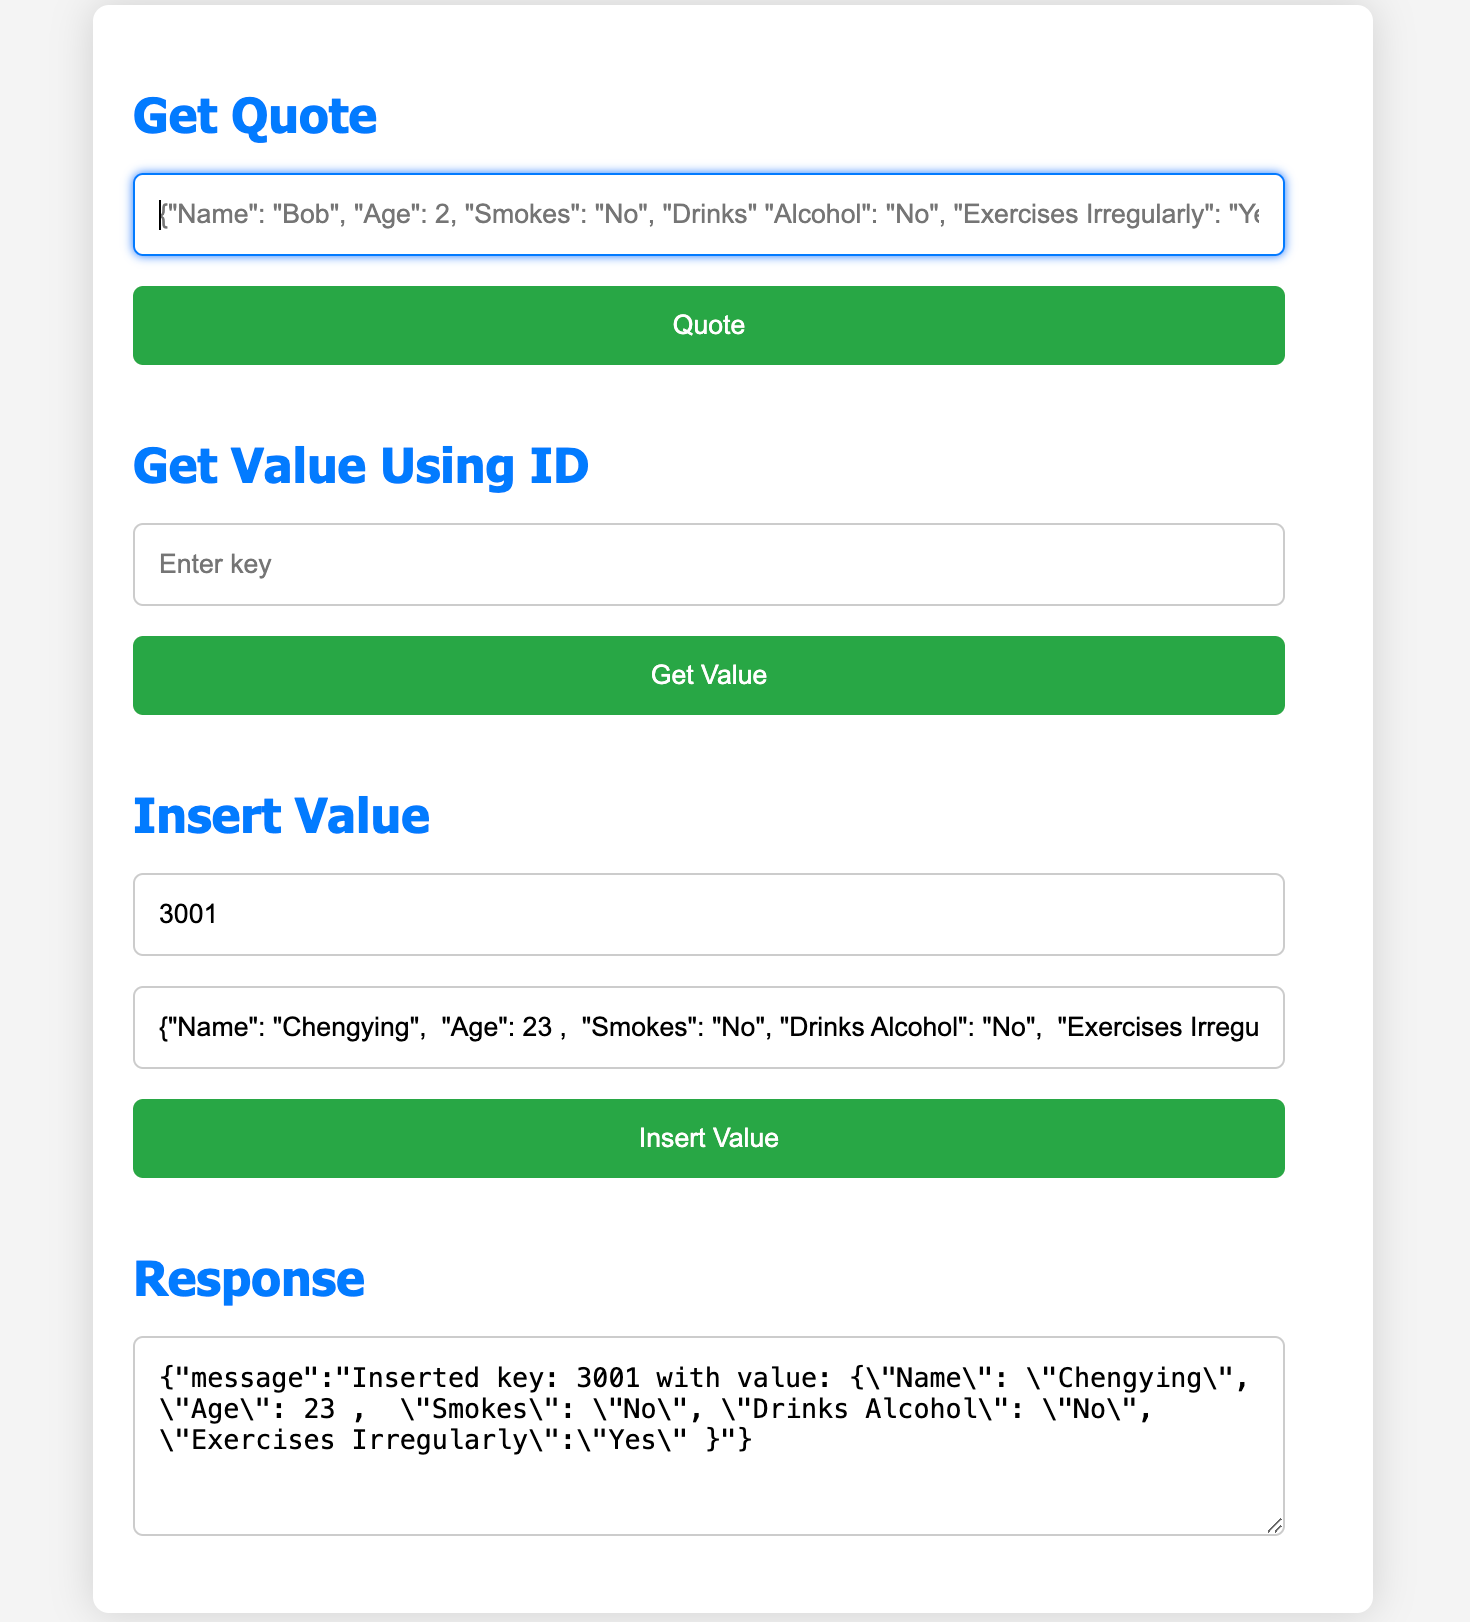 Get Quote
{"Name": "Bob", "Age": 2, "Smokes": "No", "Drinks" "Alcohol": "No", "Exercises Irregularly": "Ye
Quote
Get Value Using ID
Enter key
Get Value
Insert Value
3001
{"Name": "Chengying",  "Age": 23 ,  "Smokes": "No", "Drinks Alcohol": "No",  "Exercises Irregu
Insert Value
Response
{"message":"Inserted key: 3001 with value: {\"Name\": \"Chengying\",
\"Age\": 23 ,  \"Smokes\": \"No\", \"Drinks Alcohol\": \"No\",
\"Exercises Irregularly\":\"Yes\" }"}